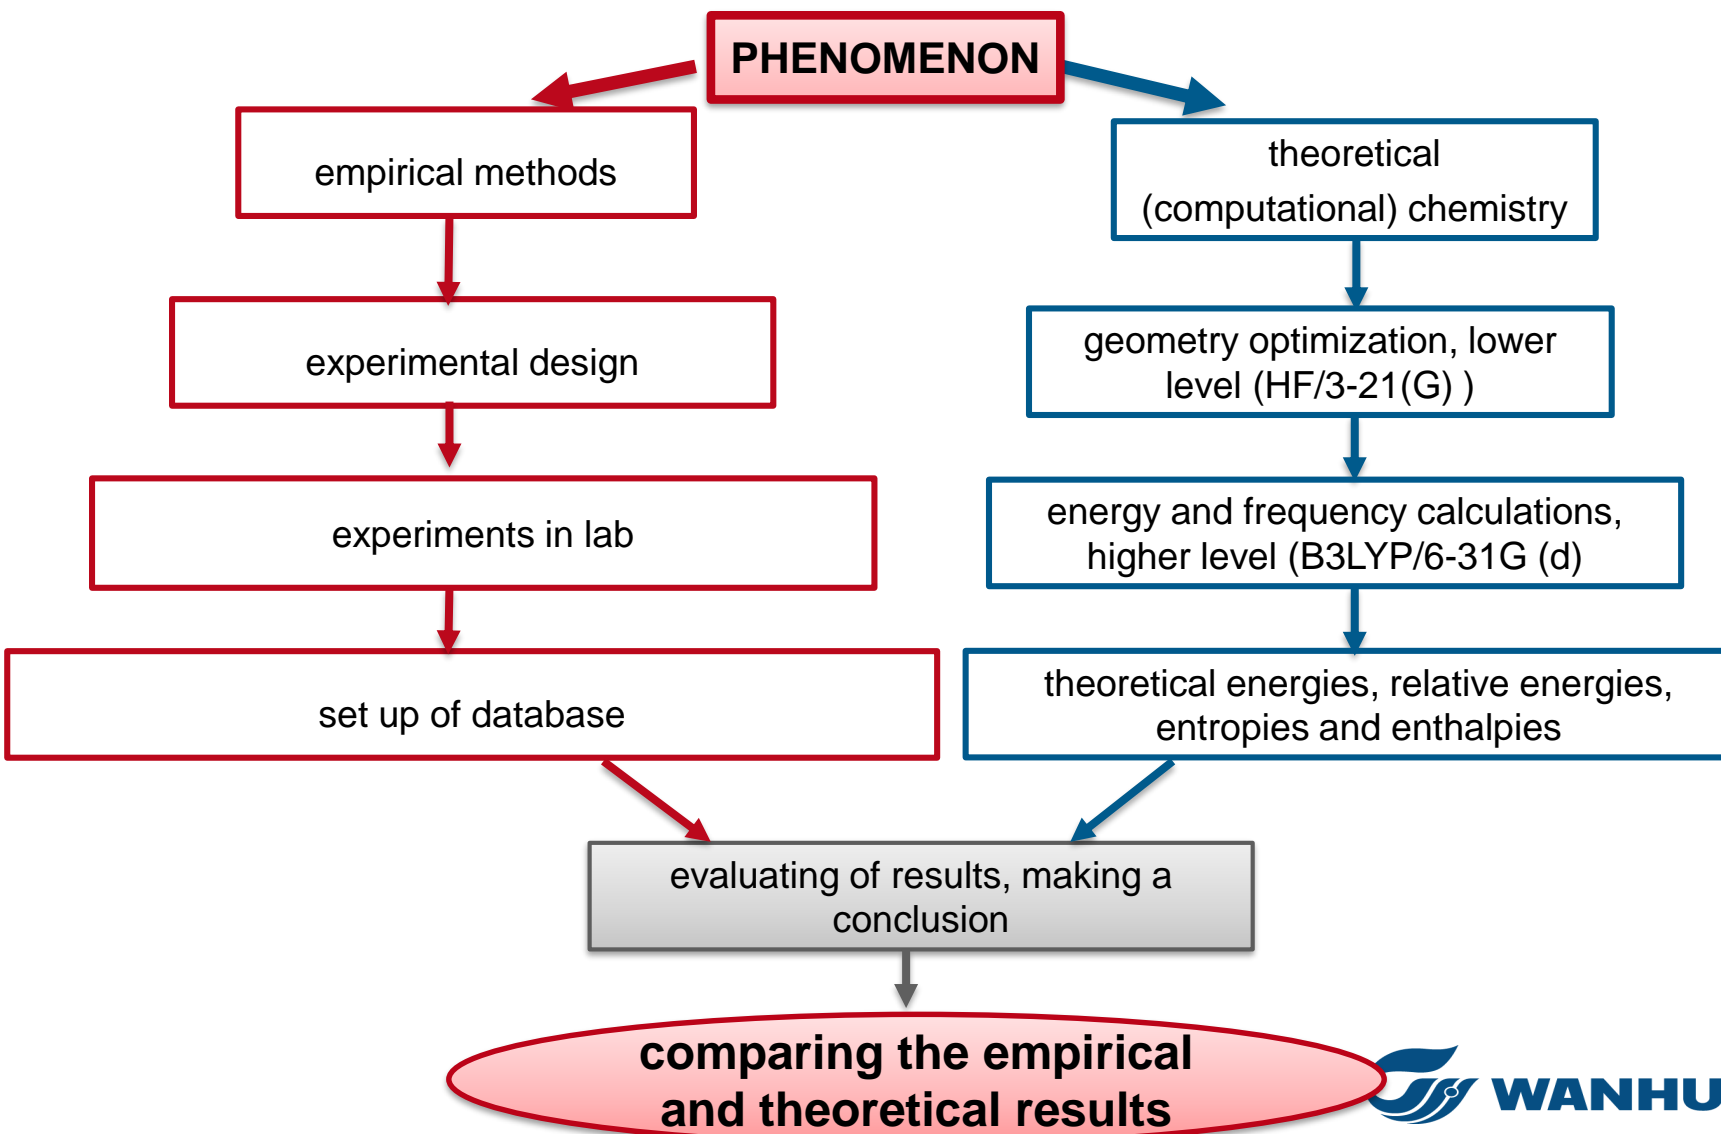 PHENOMENON
empirical methods
experimental design
experiments in lab
set up of database
theoretical
(computational) chemistry
geometry optimization, lower
level (HF/3-21(G) )
energy and frequency calculations,
higher level (B3LYP/6-31G (d)
theoretical energies, relative energies,
entropies and enthalpies
evaluating of results, making a
conclusion
comparing the empirical
and theoretical results
WANHU